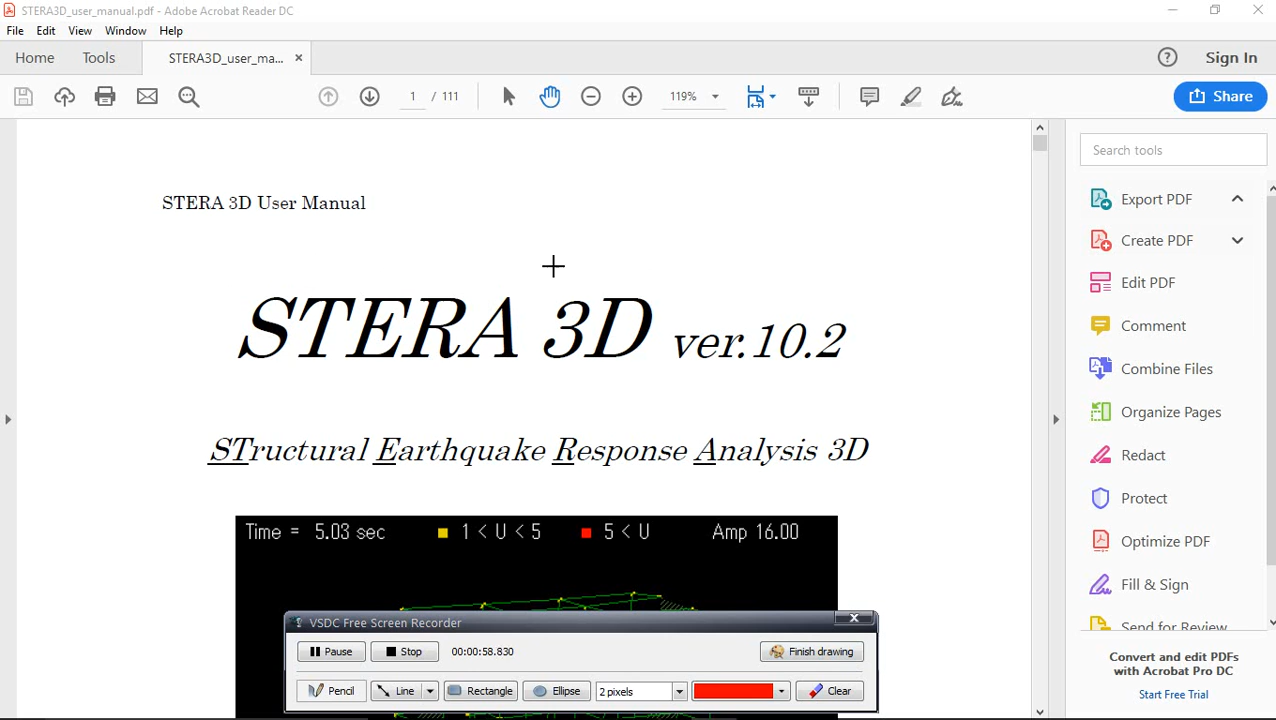 STERA3D_user_manual.pdf - Adobe Acrobat Reader DC
File Edit View Window Help
Home Tools STERA3D_user_ma... × Sign In
1 / 111 119% Share
Search tools
STERA 3D User Manual
Export PDF
Create PDF
STERA 3D ver.10.2
Edit PDF
Comment
Combine Files
Organize Pages
STructural Earthquake Response Analysis 3D
Redact
Protect
Time = 5.03 sec 1 < U < 5 5 < U Amp 16.00
Optimize PDF
Fill & Sign
VSDC Free Screen Recorder
Send for Review
Pause Stop 00:00:58.830 Finish drawing
Convert and edit PDFs
with Acrobat Pro DC
Pencil Line Rectangle Ellipse 2 pixels Clear
Start Free Trial